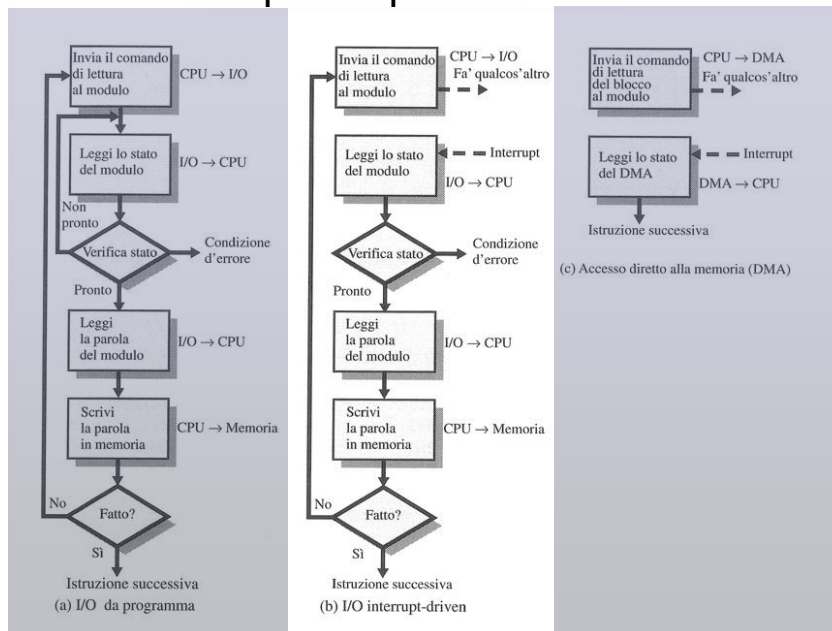 Invia il comando
di lettura
al modulo
CPU → I/O
Leggi lo stato
del modulo
I/O → CPU
Non
pronto
Verifica stato
Condizione
d'errore
Pronto
Leggi
la parola
del modulo
I/O → CPU
Scrivi
la parola
in memoria
CPU → Memoria
No
Fatto?
Sì
Istruzione successiva
(a) I/O da programma
Invia il comando
di lettura
al modulo
CPU → I/O
Fa' qualcos'altro
Interrupt
Leggi lo stato
del modulo
I/O → CPU
Verifica stato
Condizione
d'errore
Pronto
Leggi
la parola
del modulo
I/O → CPU
Scrivi
la parola
in memoria
CPU → Memoria
No
Fatto?
Sì
Istruzione successiva
(b) I/O interrupt-driven
Invia il comando
di lettura
del blocco
al modulo
CPU → DMA
Fa' qualcos'altro
Interrupt
Leggi lo stato
del DMA
DMA → CPU
Istruzione successiva
(c) Accesso diretto alla memoria (DMA)